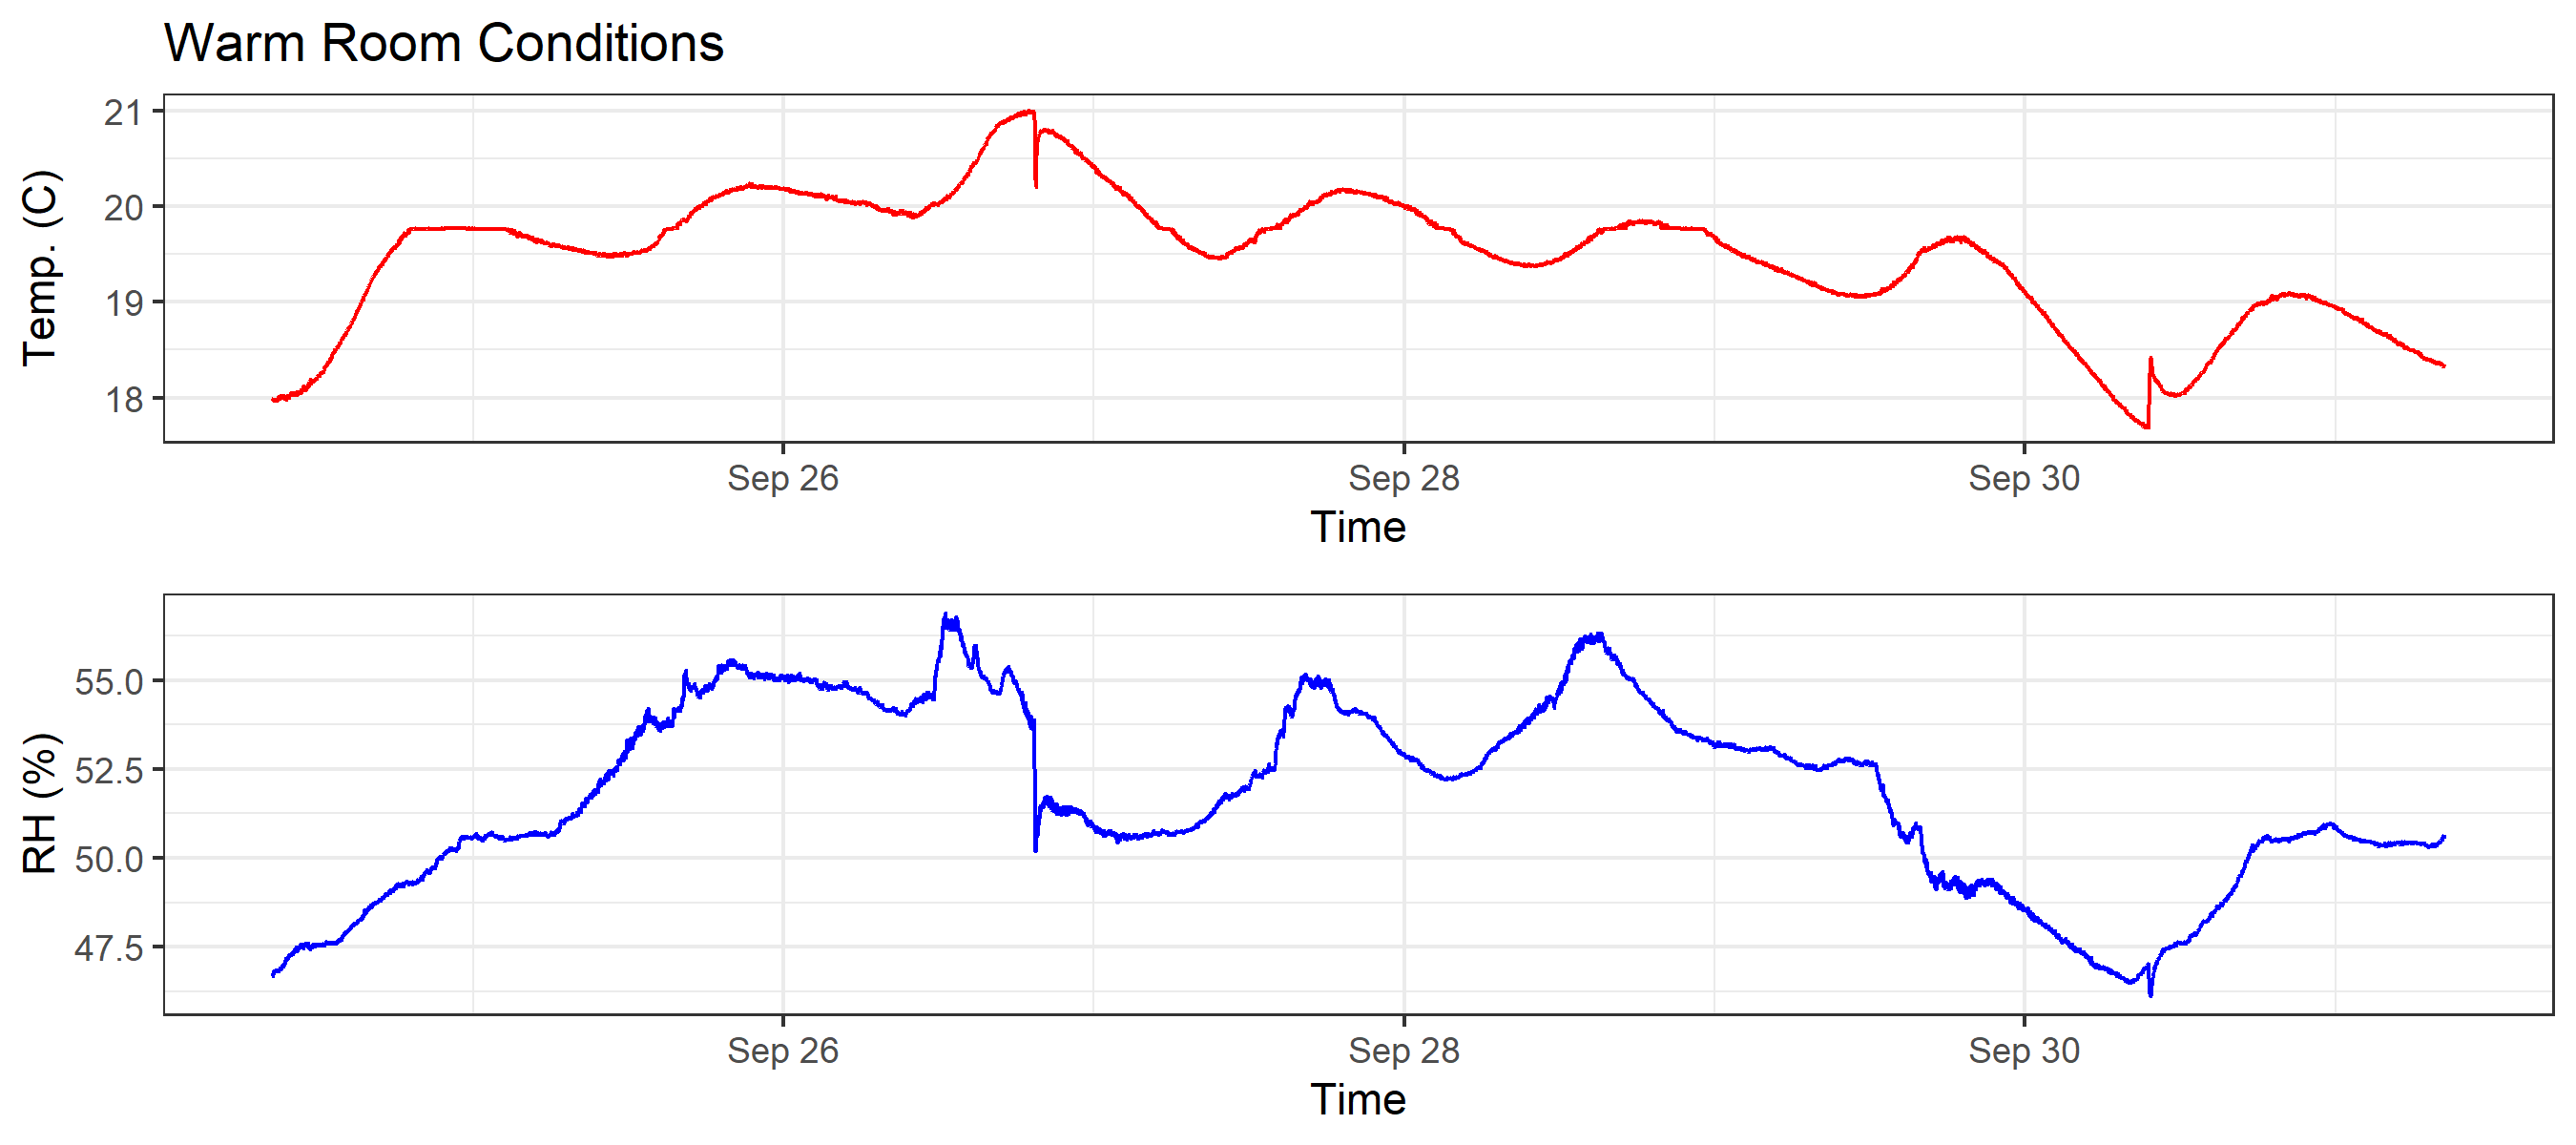 Warm Room Conditions
Temp. (C)
21
20
19
18
Sep 26 Sep 28 Sep 30
Time
RH (%)
55.0
52.5
50.0
47.5
Sep 26 Sep 28 Sep 30
Time